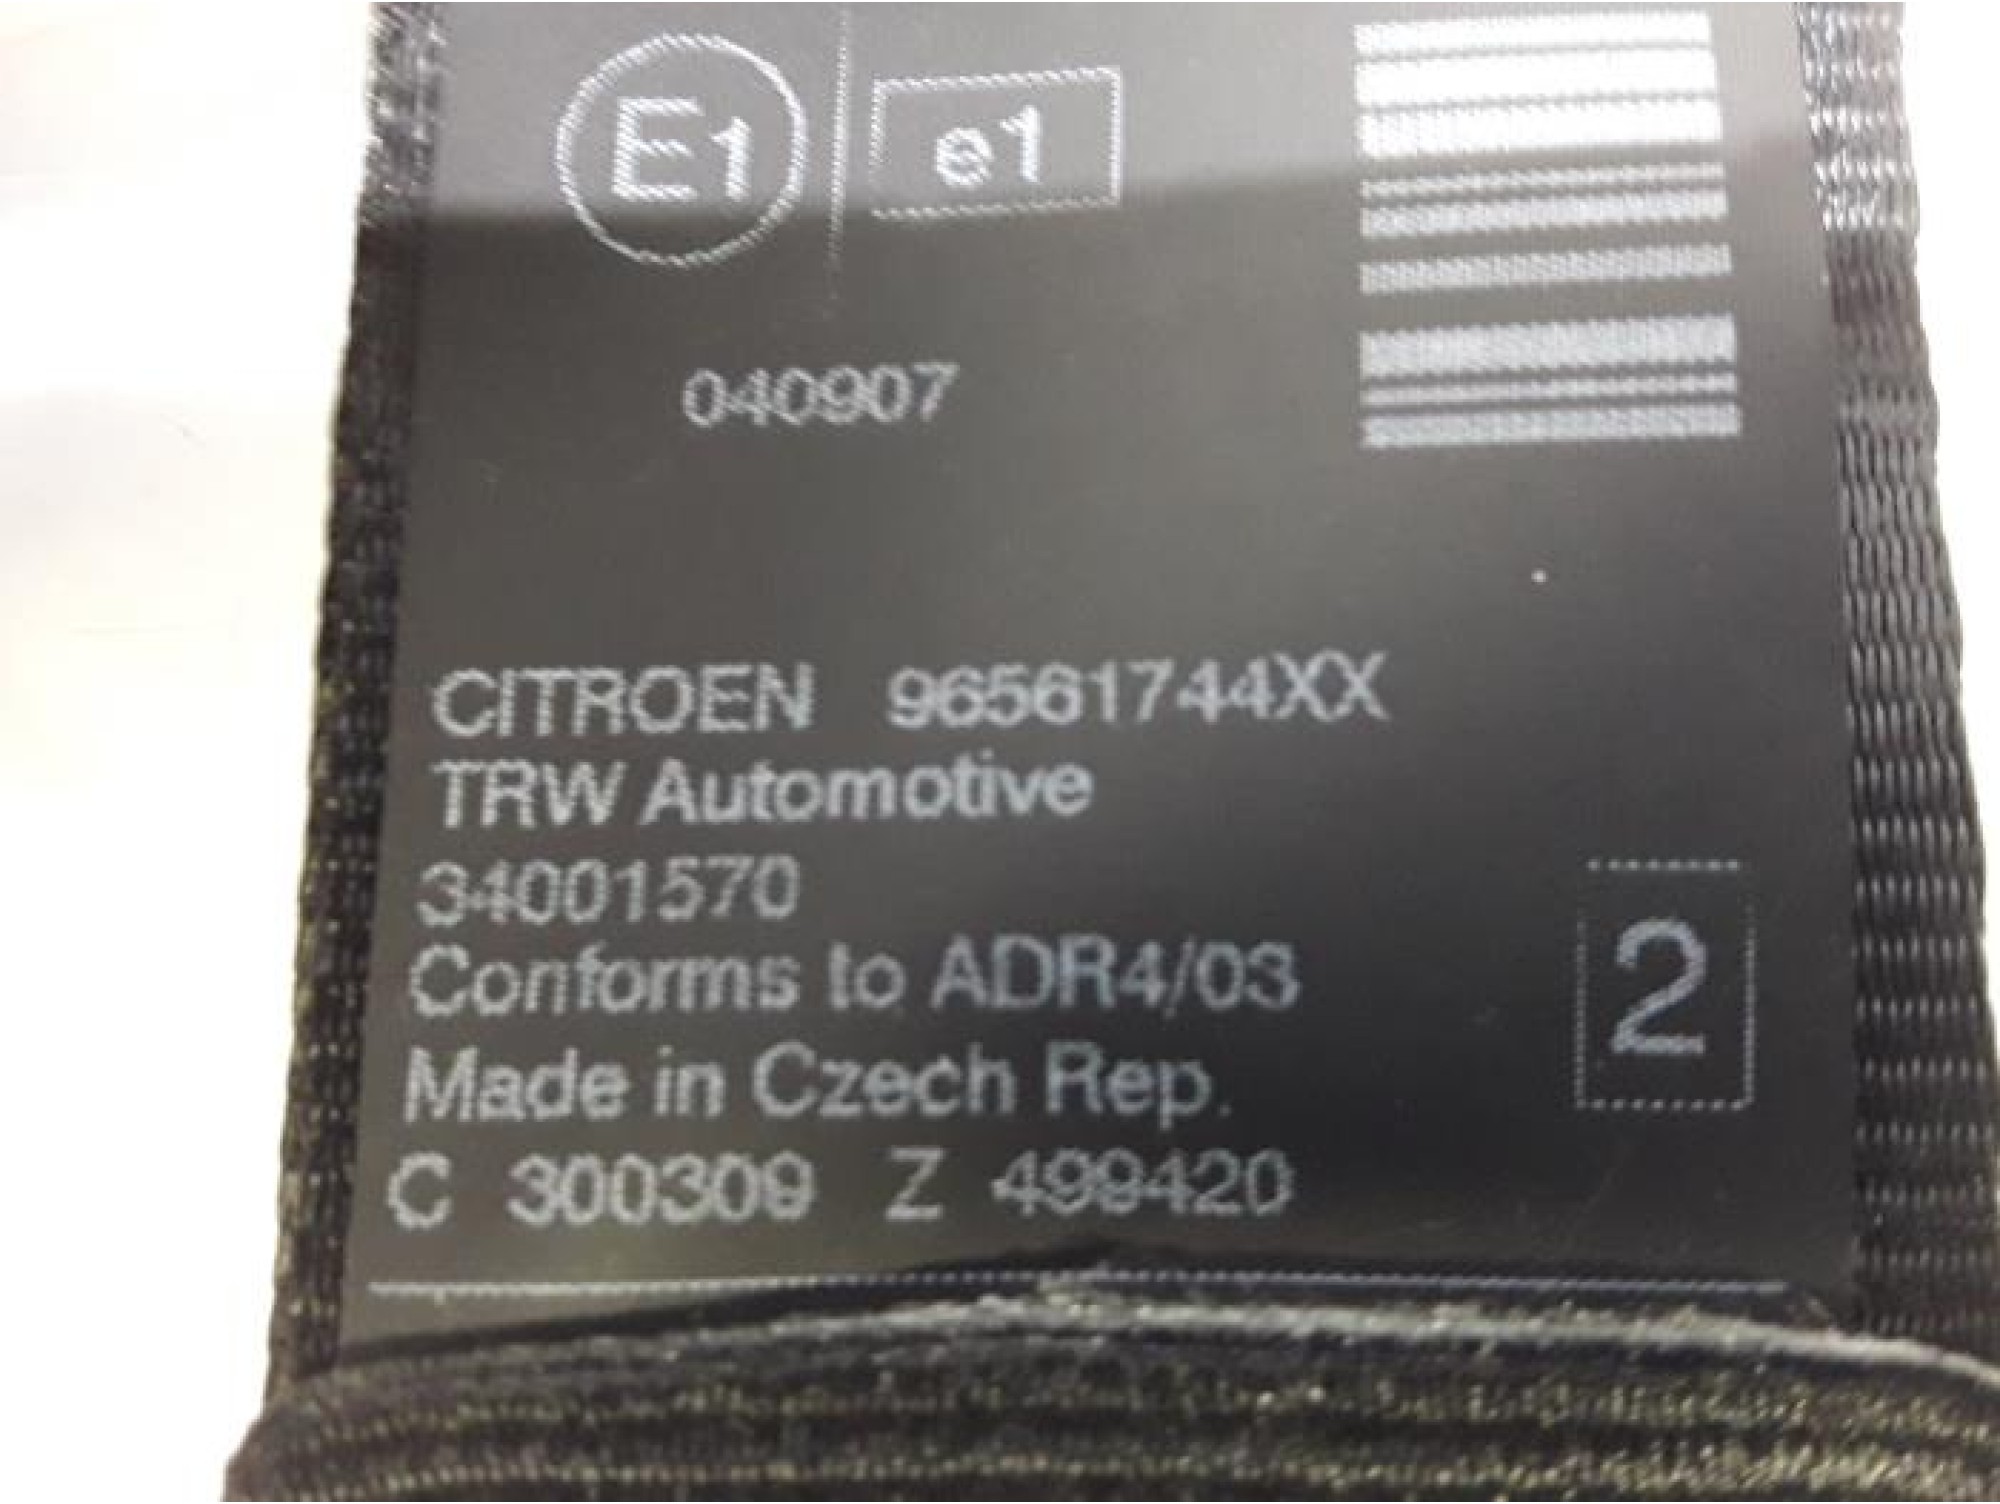 E1 e1
040907
CITROEN 96561744XX
TRW Automotive
34001570
Conforms to ADR4/03
2
Made in Czech Rep.
C 300309 Z 499420